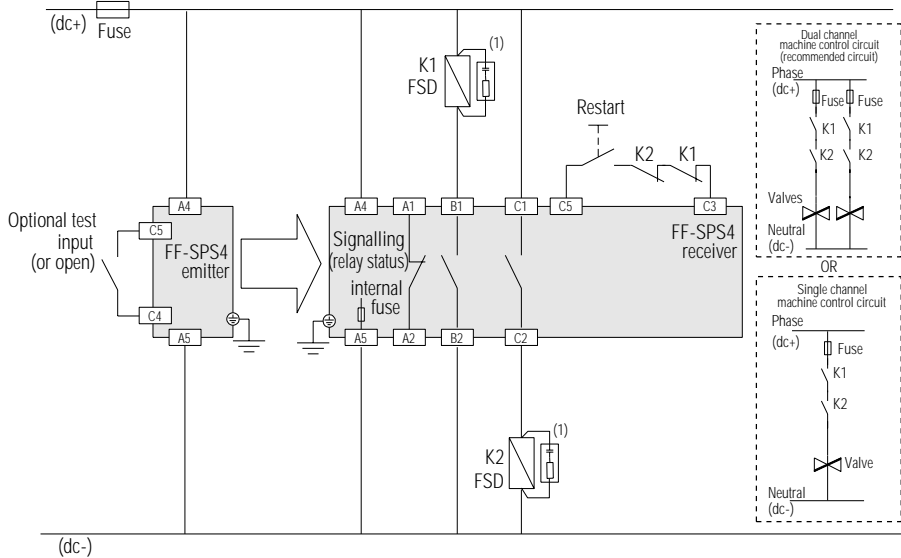 (dc+)
Fuse
K1
FSD
(1)
Restart
K2
K1
Optional test
input
(or open)
C5
C4
A4
FF-SPS4
emitter
A5
A4
A1
B1
C1
C5
C3
Signalling
(relay status)
internal
fuse
FF-SPS4
receiver
A5
A2
B2
C2
K2
FSD
(1)
(dc-)
Dual channel
machine control circuit
(recommended circuit)
Phase
(dc+)
Fuse
Fuse
K1
K1
K2
K2
Valves
Neutral
(dc-)
OR
Single channel
machine control circuit
Phase
(dc+)
Fuse
K1
K2
Valve
Neutral
(dc-)